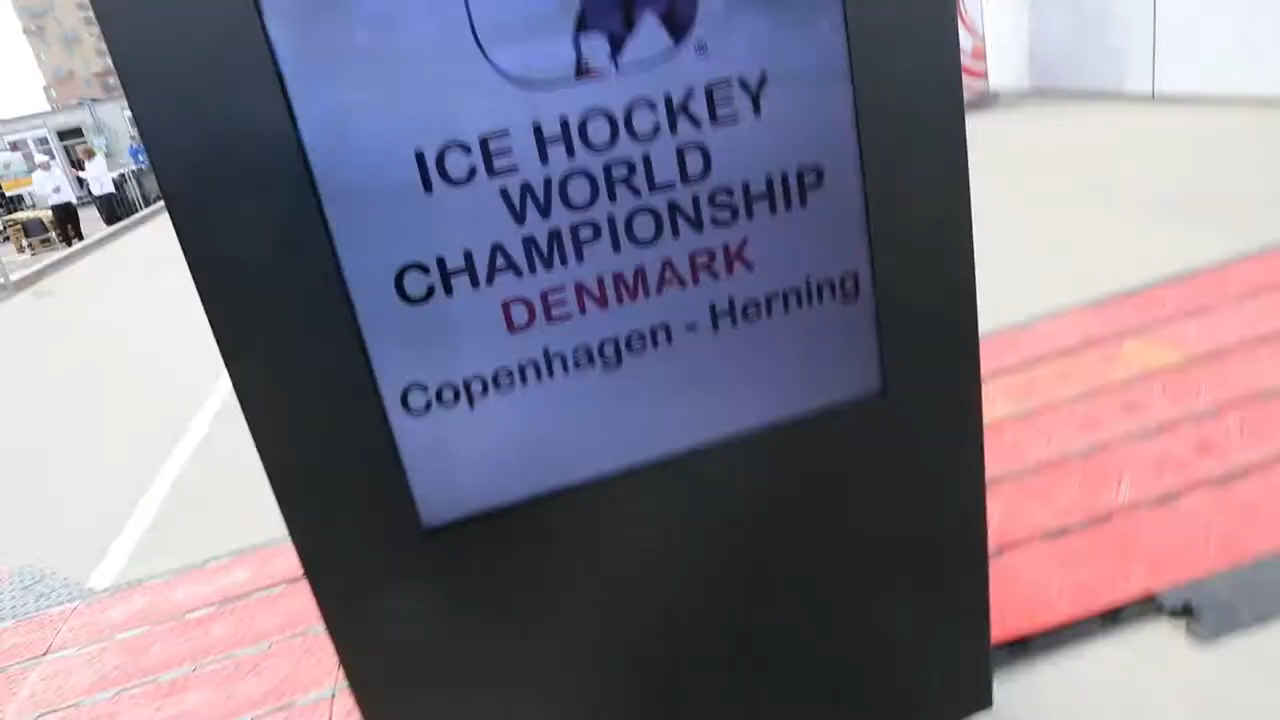 ®
ICE HOCKEY
WORLD
CHAMPIONSHIP
DENMARK
Copenhagen - Herning